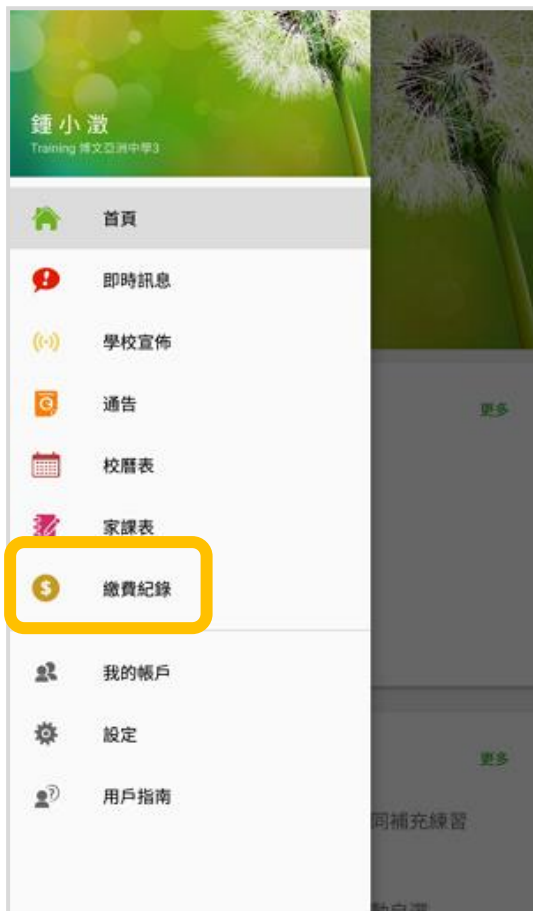 鍾小澂
Training 博文亞洲中學3
首頁
即時訊息
學校宣佈
通告
更多
校曆表
家課表
繳費紀錄
我的帳戶
設定
更多
用戶指南
同補充練習